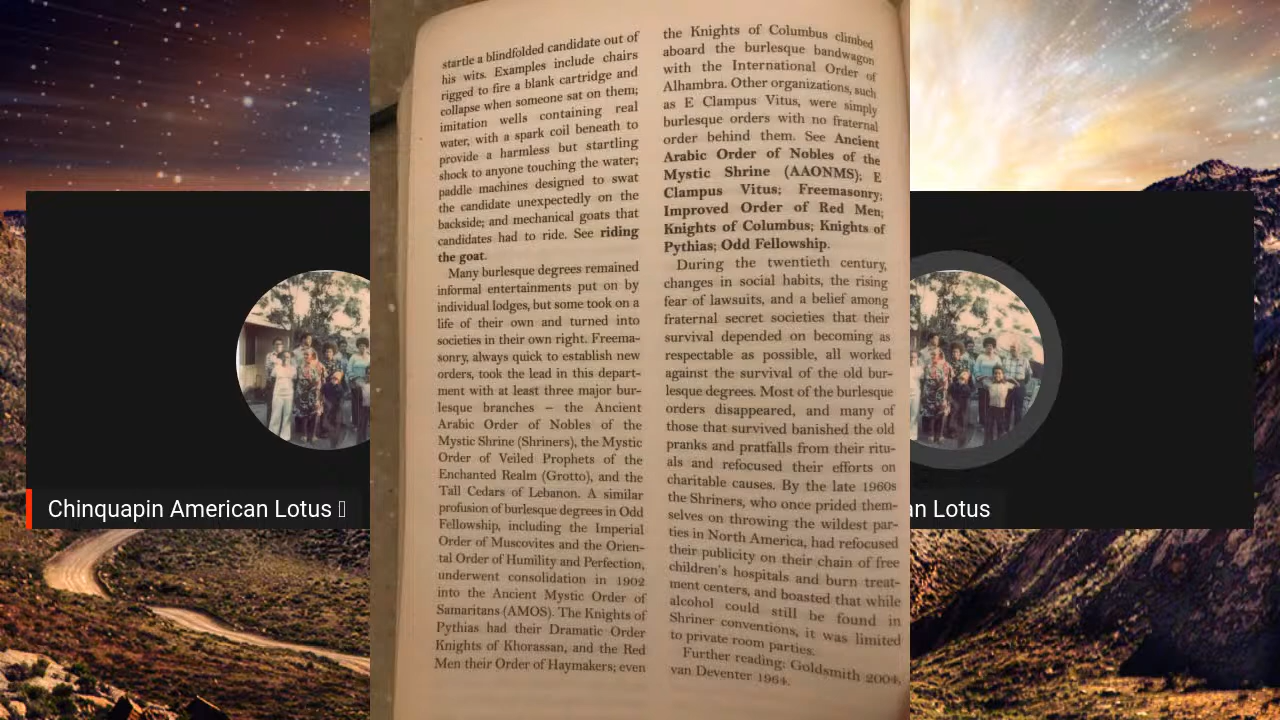 startle a blindfolded candidate out of
his wits. Examples include chairs
rigged to fire a blank cartridge and
collapse when someone sat on them;
imitation wells containing real
water, with a spark coil beneath to
provide a harmless but startling
shock to anyone touching the water;
paddle machines designed to swat
the candidate unexpectedly on the
backside; and mechanical goats that
candidates had to ride. See riding
the goat.
Many burlesque degrees remained
informal entertainments put on by
individual lodges, but some took on a
life of their own and turned into
societies in their own right. Freema-
sonry, always quick to establish new
orders, took the lead in this depart-
ment with at least three major bur-
lesque branches – the Ancient
Arabic Order of Nobles of the
Mystic Shrine (Shriners), the Mystic
Order of Veiled Prophets of the
Enchanted Realm (Grotto), and the
Tall Cedars of Lebanon. A similar
profusion of burlesque degrees in Odd
Fellowship, including the Imperial
Order of Muscovites and the Orien-
tal Order of Humility and Perfection,
underwent consolidation in 1902
into the Ancient Mystic Order of
Samaritans (AMOS). The Knights of
Pythias had their Dramatic Order
Knights of Khorassan, and the Red
Men their Order of Haymakers; even
the Knights of Columbus climbed
aboard the burlesque bandwagon
with the International Order of
Alhambra. Other organizations, such
as E Clampus Vitus, were simply
burlesque orders with no fraternal
order behind them. See Ancient
Arabic Order of Nobles of the
Mystic Shrine (AAONMS); E
Clampus Vitus; Freemasonry;
Improved Order of Red Men;
Knights of Columbus; Knights of
Pythias; Odd Fellowship.
During the twentieth century,
changes in social habits, the rising
fear of lawsuits, and a belief among
fraternal secret societies that their
survival depended on becoming as
respectable as possible, all worked
against the survival of the old bur-
lesque degrees. Most of the burlesque
orders disappeared, and many of
those that survived banished the old
pranks and pratfalls from their ritu-
als and refocused their efforts on
charitable causes. By the late 1960s
the Shriners, who once prided them-
selves on throwing the wildest par-
ties in North America, had refocused
their publicity on their chain of free
children's hospitals and burn treat-
ment centers, and boasted that while
alcohol could still be found in
Shriner conventions, it was limited
to private room parties.
Further reading: Goldsmith 2004,
van Deventer 1964.
Chinquapin American Lotus
an Lotus